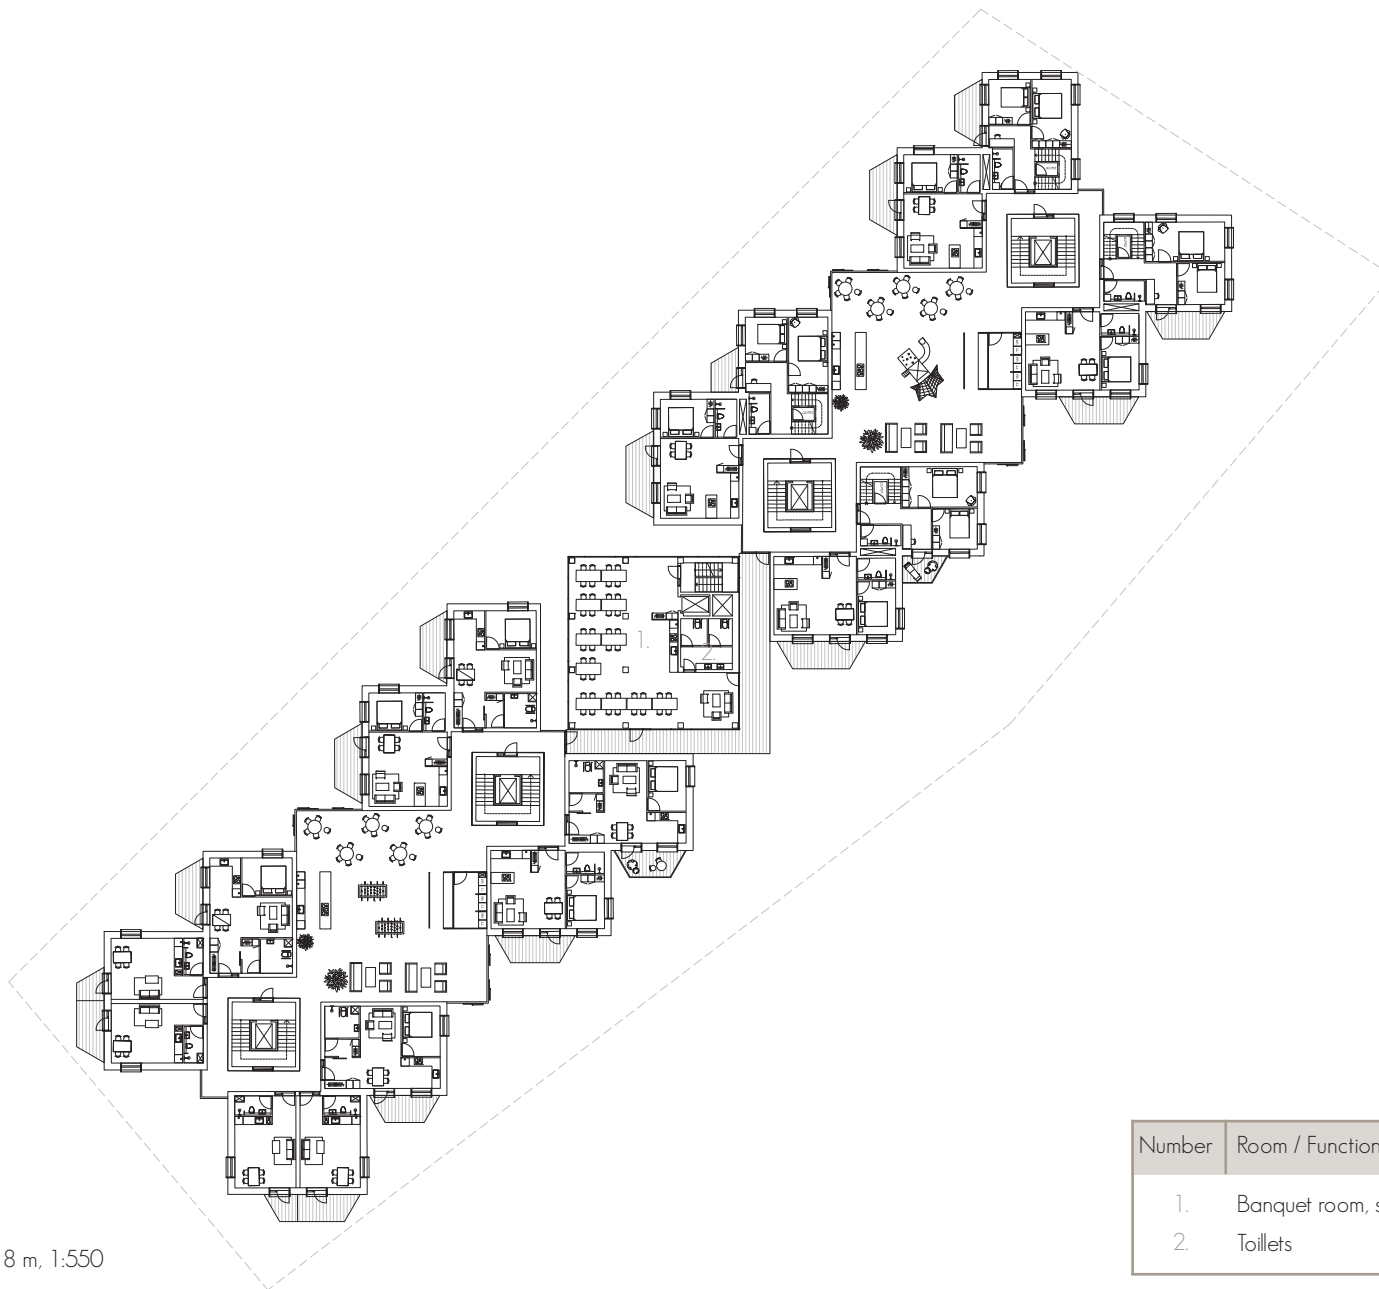 1.
2.
Number Room / Function
1. Banquet room, s
2. Toillets
8 m, 1:550